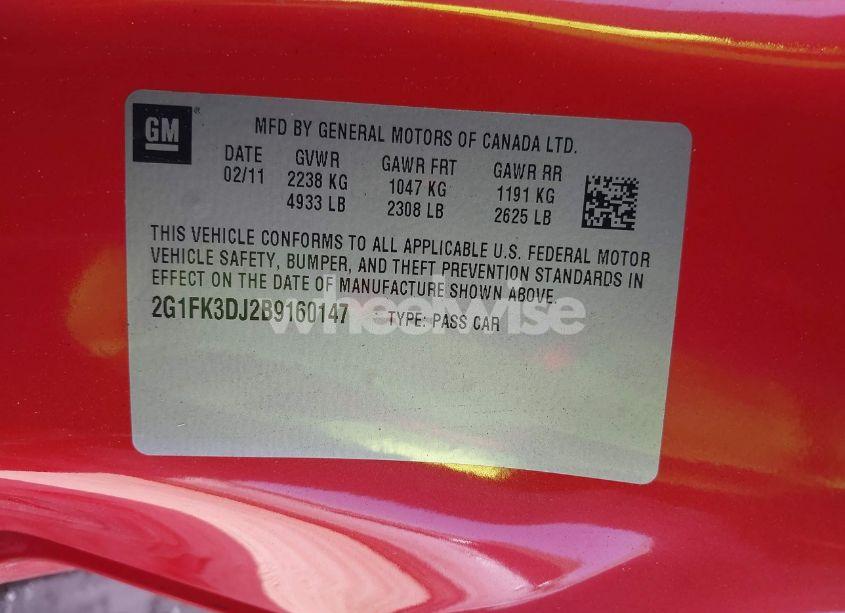 GM ®
MFD BY GENERAL MOTORS OF CANADA LTD.
DATE GVWR GAWR FRT GAWR RR
02/11 2238 KG 1047 KG 1191 KG
4933 LB 2308 LB 2625 LB
THIS VEHICLE CONFORMS TO ALL APPLICABLE U.S. FEDERAL MOTOR
VEHICLE SAFETY, BUMPER, AND THEFT PREVENTION STANDARDS IN
EFFECT ON THE DATE OF MANUFACTURE SHOWN ABOVE.
2G1FK3DJ2B9160147 TYPE: PASS CAR
wheelwise